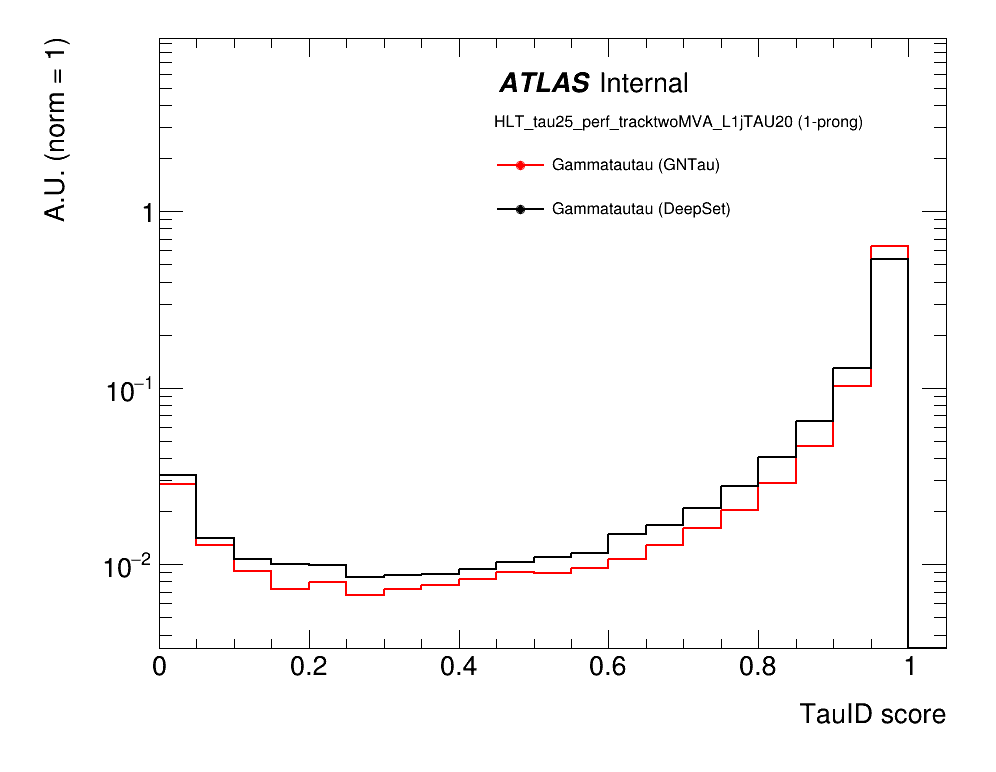 A.U. (norm = 1)
ATLAS Internal
HLT_tau25_perf_tracktwoMVA_L1jTAU20 (1-prong)
Gammatautau (GNTau)
Gammatautau (DeepSet)
1
10⁻¹
10⁻²
0 0.2 0.4 0.6 0.8 1
TauID score